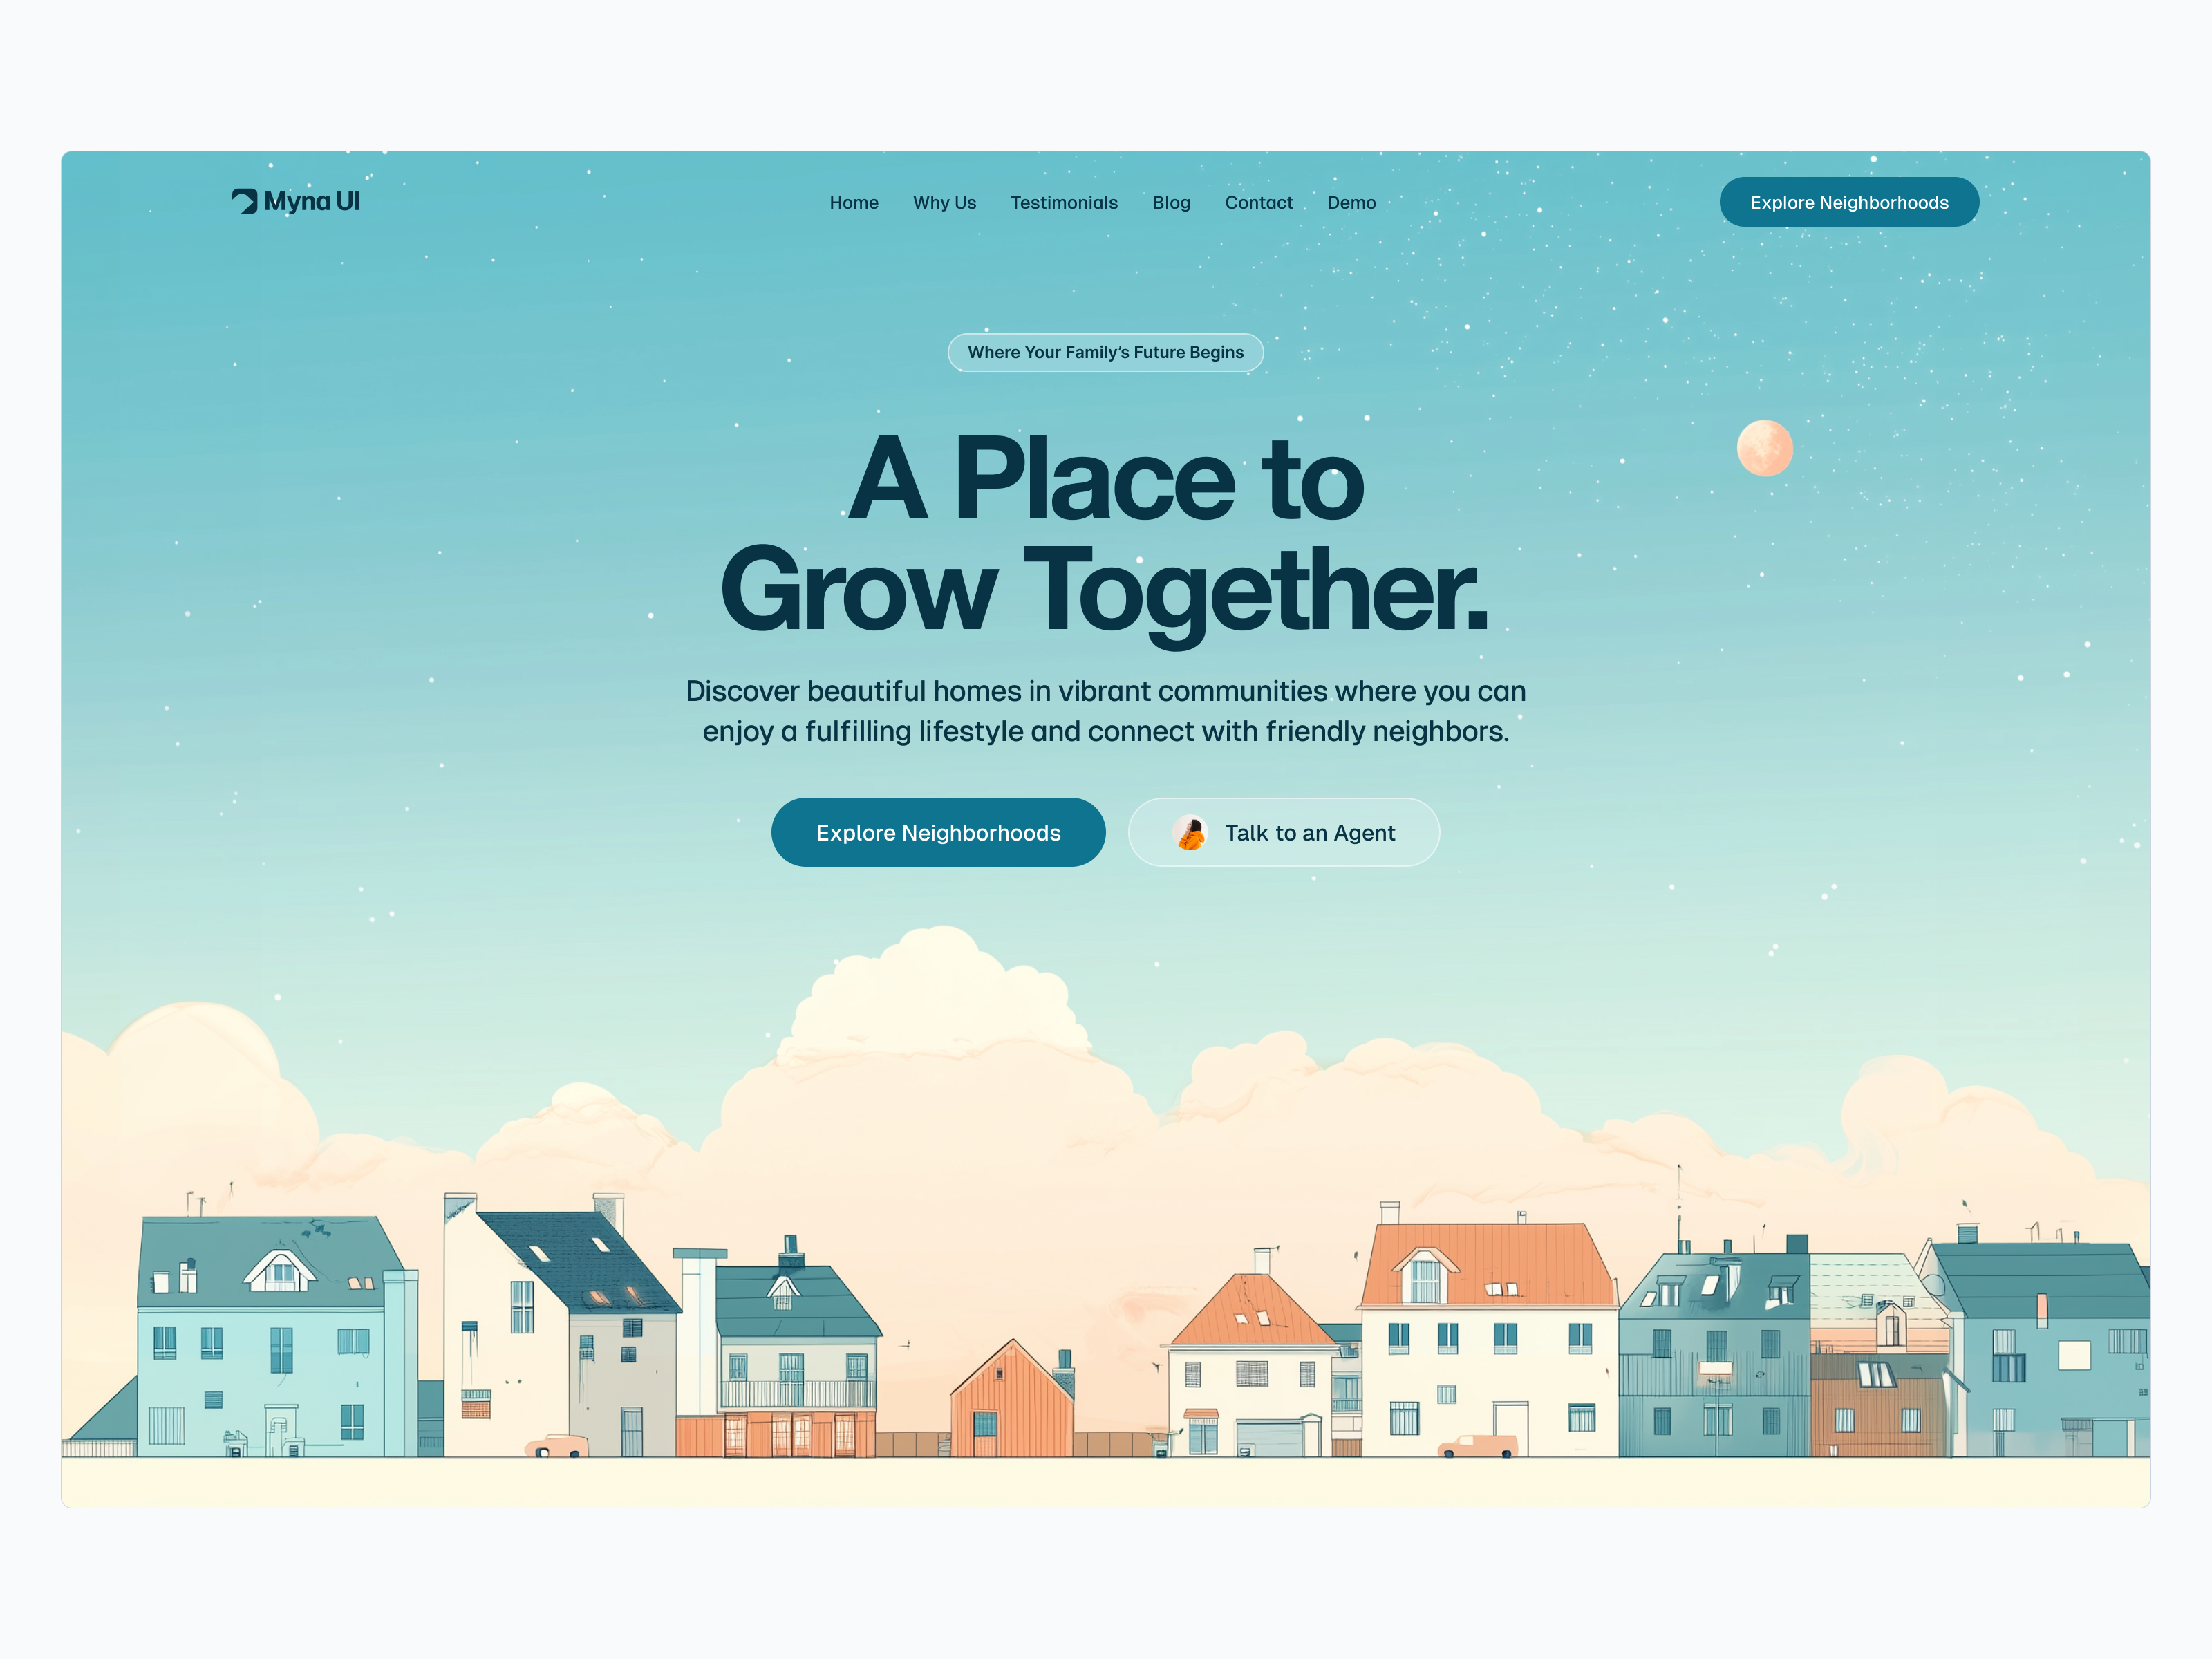 Myna UI
Home Why Us Testimonials Blog Contact Demo
Explore Neighborhoods
Where Your Family’s Future Begins
A Place to
Grow Together.
Discover beautiful homes in vibrant communities where you can
enjoy a fulfilling lifestyle and connect with friendly neighbors.
Explore Neighborhoods
Talk to an Agent